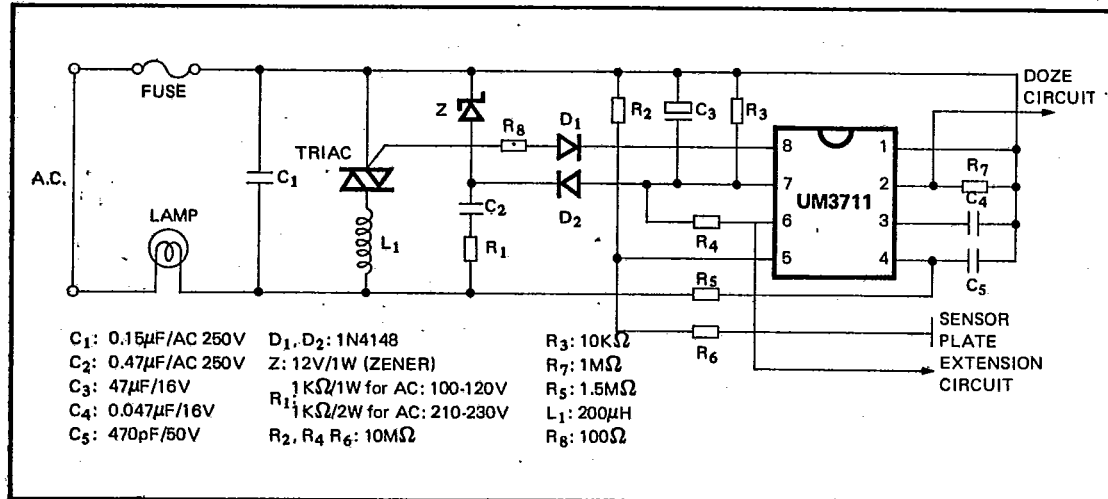 FUSE
A.C.
LAMP
C1
TRIAC
L1
Z
C2
R1
R8
D1
D2
R2
C3
R3
R4
R5
R6
8
7
6
5
UM3711
1
2
3
4
R7
C4
C5
DOZE
CIRCUIT
SENSOR
PLATE
EXTENSION
CIRCUIT
C1: 0.15μF/AC 250V
C2: 0.47μF/AC 250V
C3: 47μF/16V
C4: 0.047μF/16V
C5: 470pF/50V
D1, D2: 1N4148
Z: 12V/1W (ZENER)
R1: 1KΩ/1W for AC: 100-120V
1KΩ/2W for AC: 210-230V
R2, R4 R6: 10MΩ
R3: 10KΩ
R7: 1MΩ
R5: 1.5MΩ
L1: 200μH
R8: 100Ω